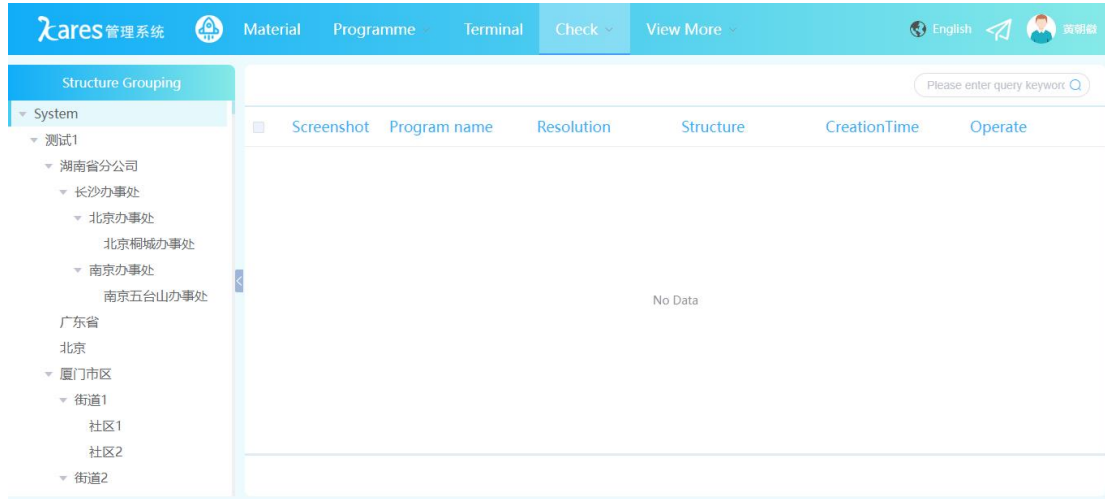 kares管理系统 Material Programme Terminal Check View More English 黄朝燚
Structure Grouping
Please enter query keyword
System
Screenshot Program name Resolution Structure CreationTime Operate
测试1
湖南省分公司
长沙办事处
北京办事处
北京桐城办事处
南京办事处
南京五台山办事处
No Data
广东省
北京
厦门市区
街道1
社区1
社区2
街道2